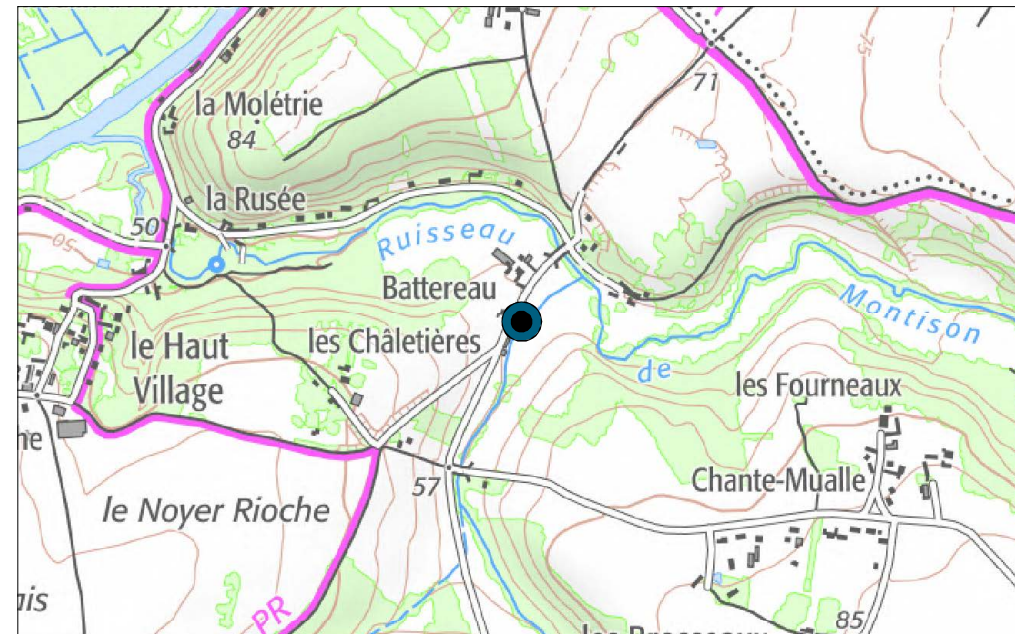 71
75
la Molétrie
84
la Rusée
50
50
Ruisseau
Battereau
Montison
de
le Haut
Village
les Châletières
les Fourneaux
57
Chante-Mualle
le Noyer Rioche
PR
85